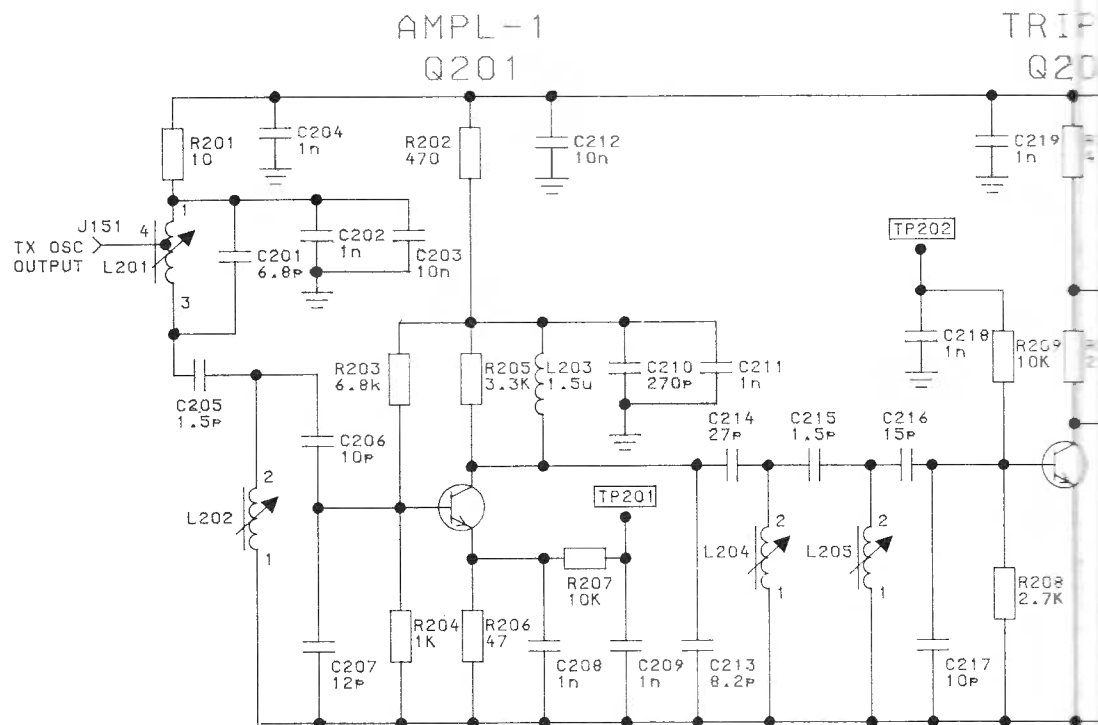 AMPL-1
Q201
TRIP
Q20
R201
10
C204
1n
R202
470
C212
10n
C219
1n
J151
TX OSC
OUTPUT
4
1
L201
3
C201
6.8p
C202
1n
C203
10n
TP202
C218
1n
R209
10K
C205
1.5p
R203
6.8k
R205
3.3K
L203
1.5u
C210
270p
C211
1n
C206
10p
C214
27p
C215
1.5p
C216
15p
L202
2
1
TP201
R207
10K
L204
2
1
L205
2
1
R208
2.7K
C207
12p
R204
1K
R206
47
C208
1n
C209
1n
C213
8.2p
C217
10p